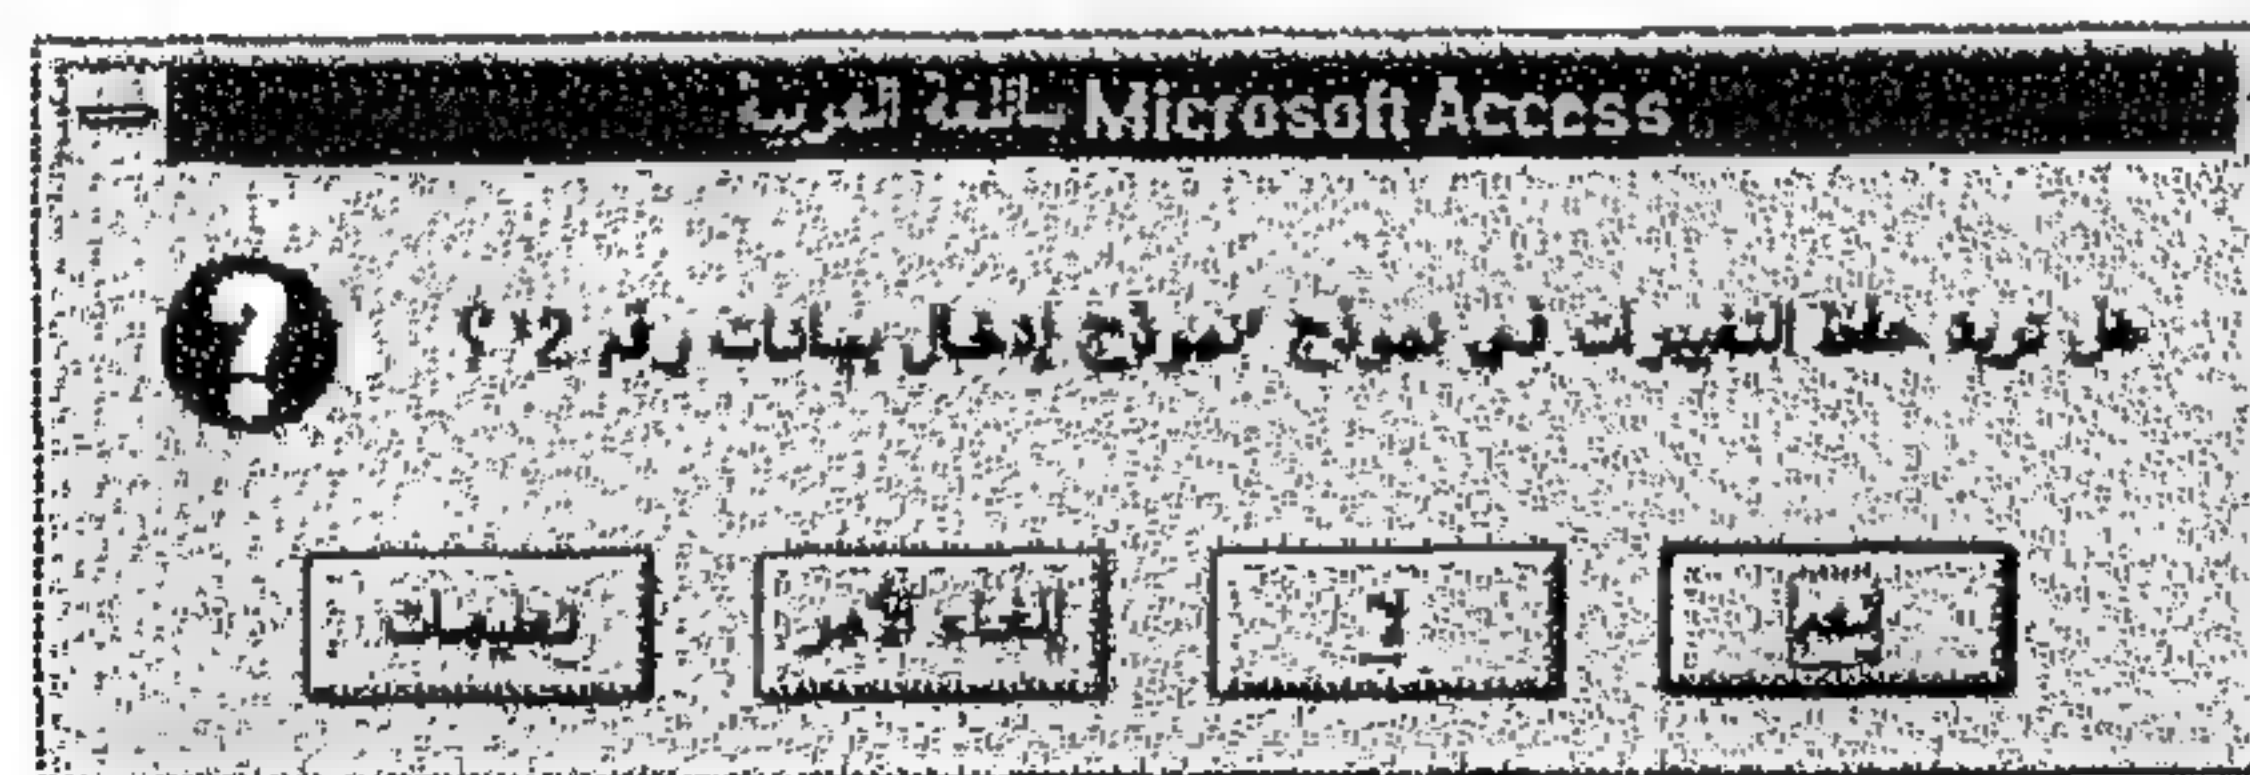 Microsoft Access باللغة العربية
هل تريد حفظ التغييرات في نموذج "نموذج إدخال بيانات رقم 2"؟
نعم
لا
إلغاء الأمر
تعليمات